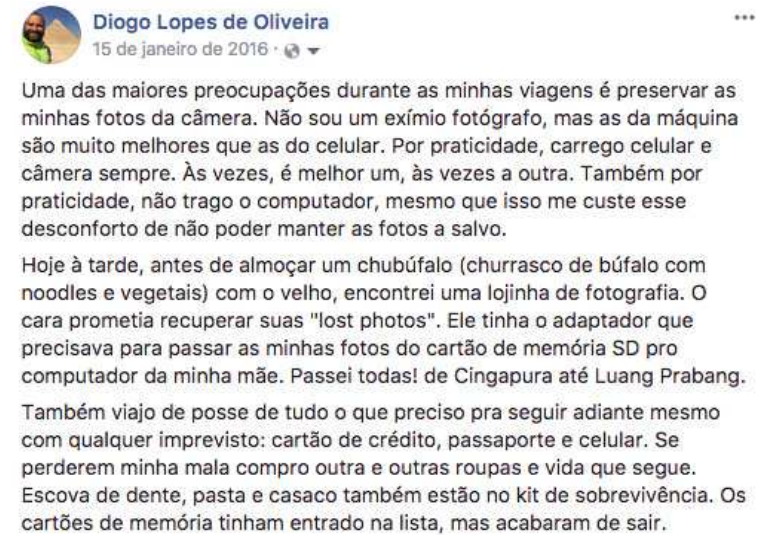 Diogo Lopes de Oliveira
15 de janeiro de 2016 ·
Uma das maiores preocupações durante as minhas viagens é preservar as
minhas fotos da câmera. Não sou um exímio fotógrafo, mas as da máquina
são muito melhores que as do celular. Por praticidade, carrego celular e
câmera sempre. Às vezes, é melhor um, às vezes a outra. Também por
praticidade, não trago o computador, mesmo que isso me custe esse
desconforto de não poder manter as fotos a salvo.
Hoje à tarde, antes de almoçar um chubúfalo (churrasco de búfalo com
noodles e vegetais) com o velho, encontrei uma lojinha de fotografia. O
cara prometia recuperar suas "lost photos". Ele tinha o adaptador que
precisava para passar as minhas fotos do cartão de memória SD pro
computador da minha mãe. Passei todas! de Cingapura até Luang Prabang.
Também viajo de posse de tudo o que preciso pra seguir adiante mesmo
com qualquer imprevisto: cartão de crédito, passaporte e celular. Se
perderem minha mala compro outra e outras roupas e vida que segue.
Escova de dente, pasta e casaco também estão no kit de sobrevivência. Os
cartões de memória tinham entrado na lista, mas acabaram de sair.